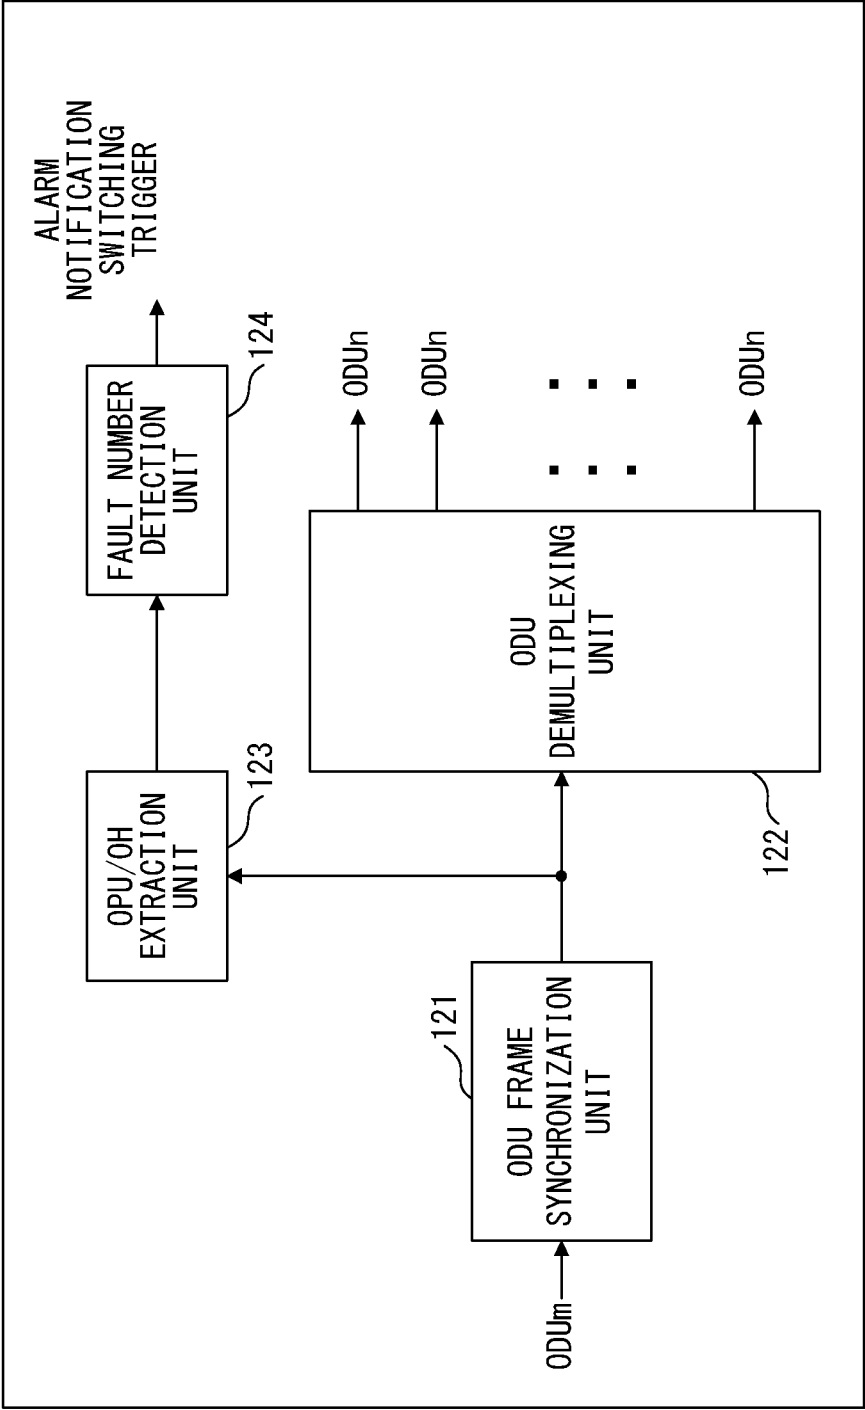 ALARM
NOTIFICATION
SWITCHING
TRIGGER
OPU/OH
EXTRACTION
UNIT
123
FAULT NUMBER
DETECTION
UNIT
124
ODUm
ODU FRAME
SYNCHRONIZATION
UNIT
121
ODU
DEMULTIPLEXING
UNIT
122
ODUn
ODUn
ODUn